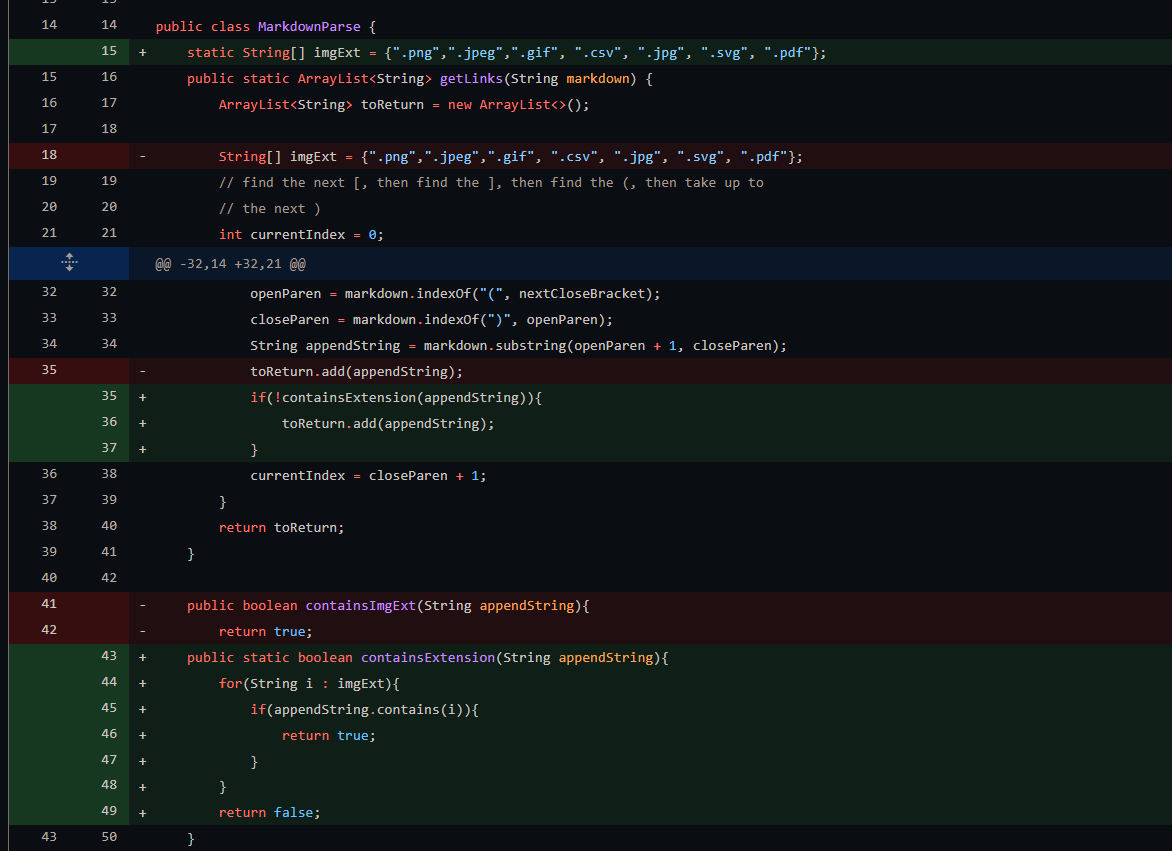 14 14 public class MarkdownParse {
15 + static String[] imgExt = {".png",".jpeg",".gif", ".csv", ".jpg", ".svg", ".pdf"};
15 16 public static ArrayList<String> getLinks(String markdown) {
16 17 ArrayList<String> toReturn = new ArrayList<>();
17 18
18 - String[] imgExt = {".png",".jpeg",".gif", ".csv", ".jpg", ".svg", ".pdf"};
19 19 // find the next [, then find the ], then find the (, then take up to
20 20 // the next )
21 21 int currentIndex = 0;
@@ -32,14 +32,21 @@
32 32 openParen = markdown.indexOf("(", nextCloseBracket);
33 33 closeParen = markdown.indexOf(")", openParen);
34 34 String appendString = markdown.substring(openParen + 1, closeParen);
35 - toReturn.add(appendString);
35 + if(!containsExtension(appendString)){
36 + toReturn.add(appendString);
37 + }
36 38 currentIndex = closeParen + 1;
37 39 }
38 40 return toReturn;
39 41 }
40 42
41 - public boolean containsImgExt(String appendString){
42 - return true;
43 + public static boolean containsExtension(String appendString){
44 + for(String i : imgExt){
45 + if(appendString.contains(i)){
46 + return true;
47 + }
48 + }
49 + return false;
43 50 }